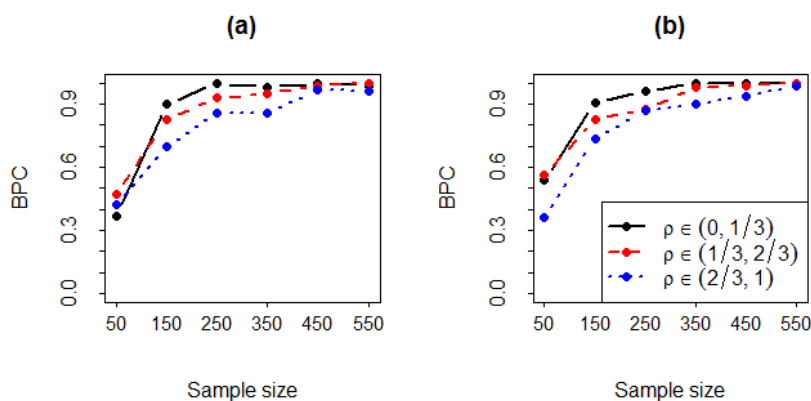 (a)
BPC
0.0 0.3 0.6 0.9
50 150 250 350 450 550
Sample size
(b)
BPC
0.0 0.3 0.6 0.9
ρ ∈ (0, 1/3)
ρ ∈ (1/3, 2/3)
ρ ∈ (2/3, 1)
50 150 250 350 450 550
Sample size